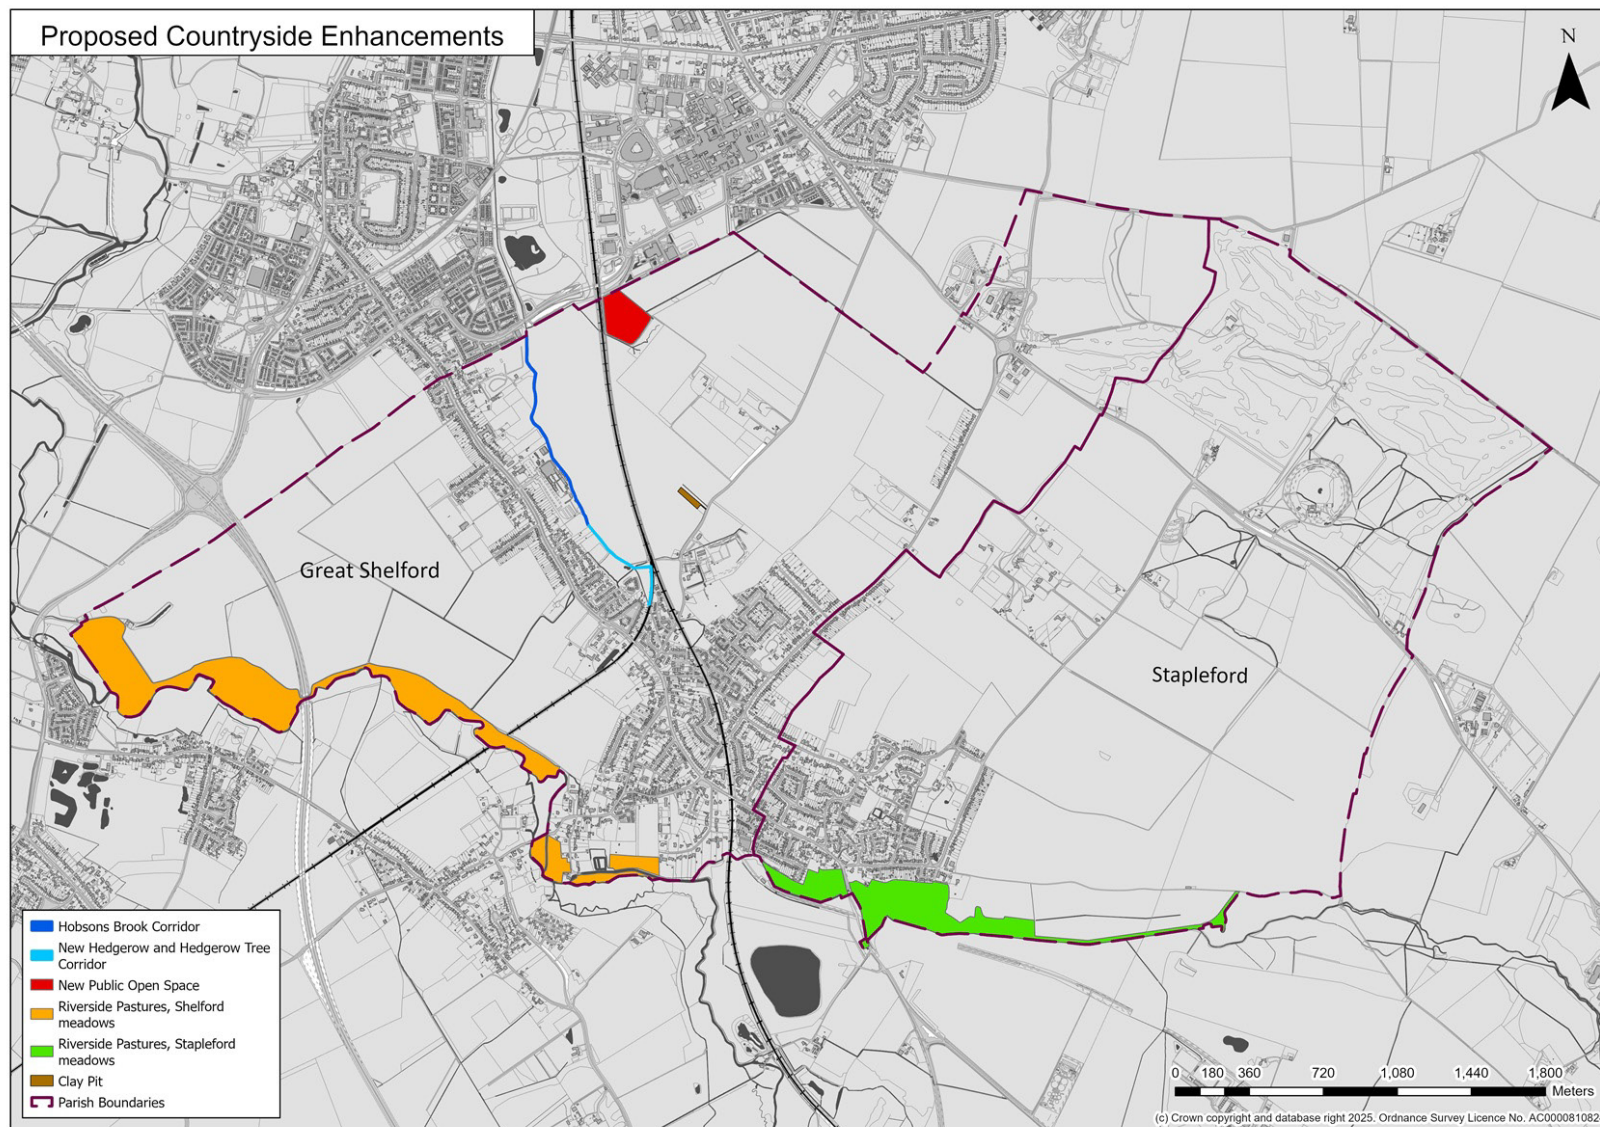 Proposed Countryside Enhancements
N
Great Shelford
Stapleford
Hobsons Brook Corridor
New Hedgerow and Hedgerow Tree
Corridor
New Public Open Space
Riverside Pastures, Shelford
meadows
Riverside Pastures, Stapleford
meadows
Clay Pit
Parish Boundaries
0 180 360 720 1,080 1,440 1,800
Meters
(c) Crown copyright and database right 2025. Ordnance Survey Licence No. AC000081082